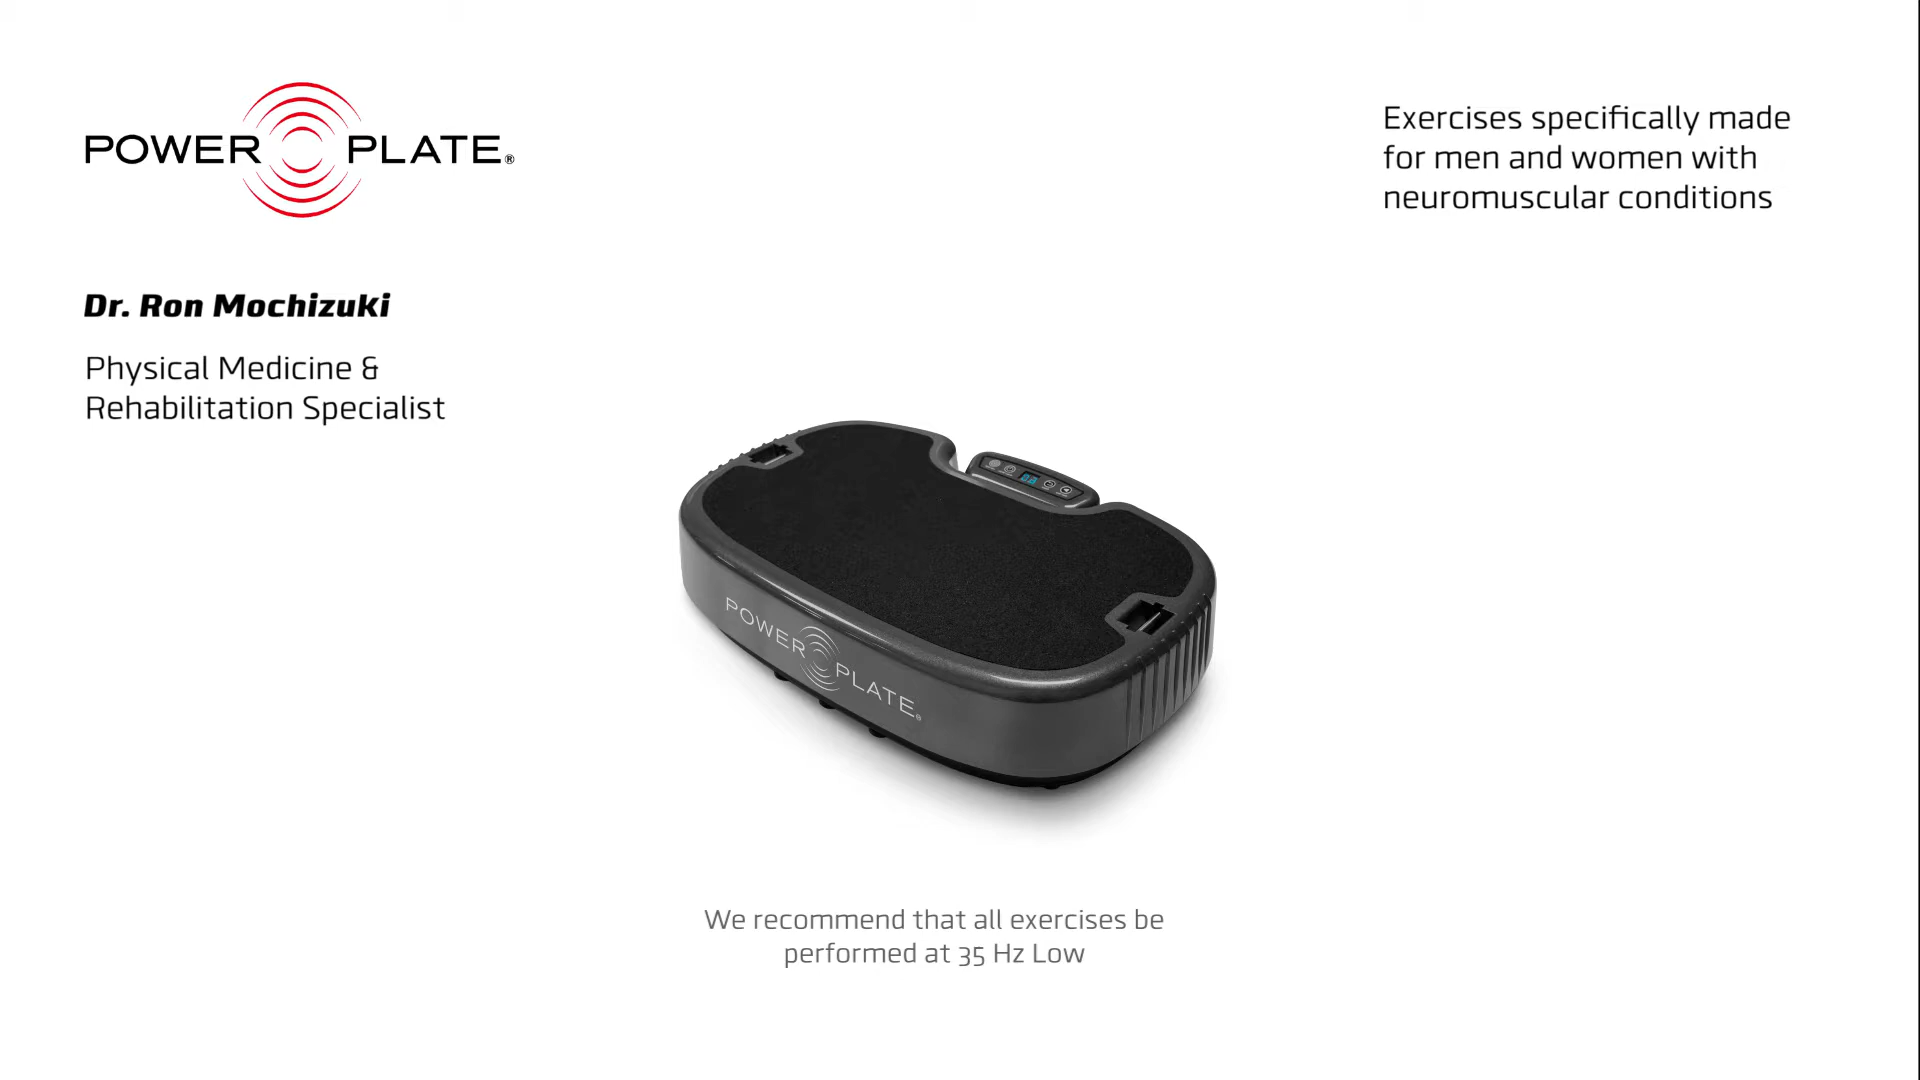 POWER PLATE®
Exercises specifically made
for men and women with
neuromuscular conditions
Dr. Ron Mochizuki
Physical Medicine &
Rehabilitation Specialist
POWER PLATE®
We recommend that all exercises be
performed at 35 Hz Low